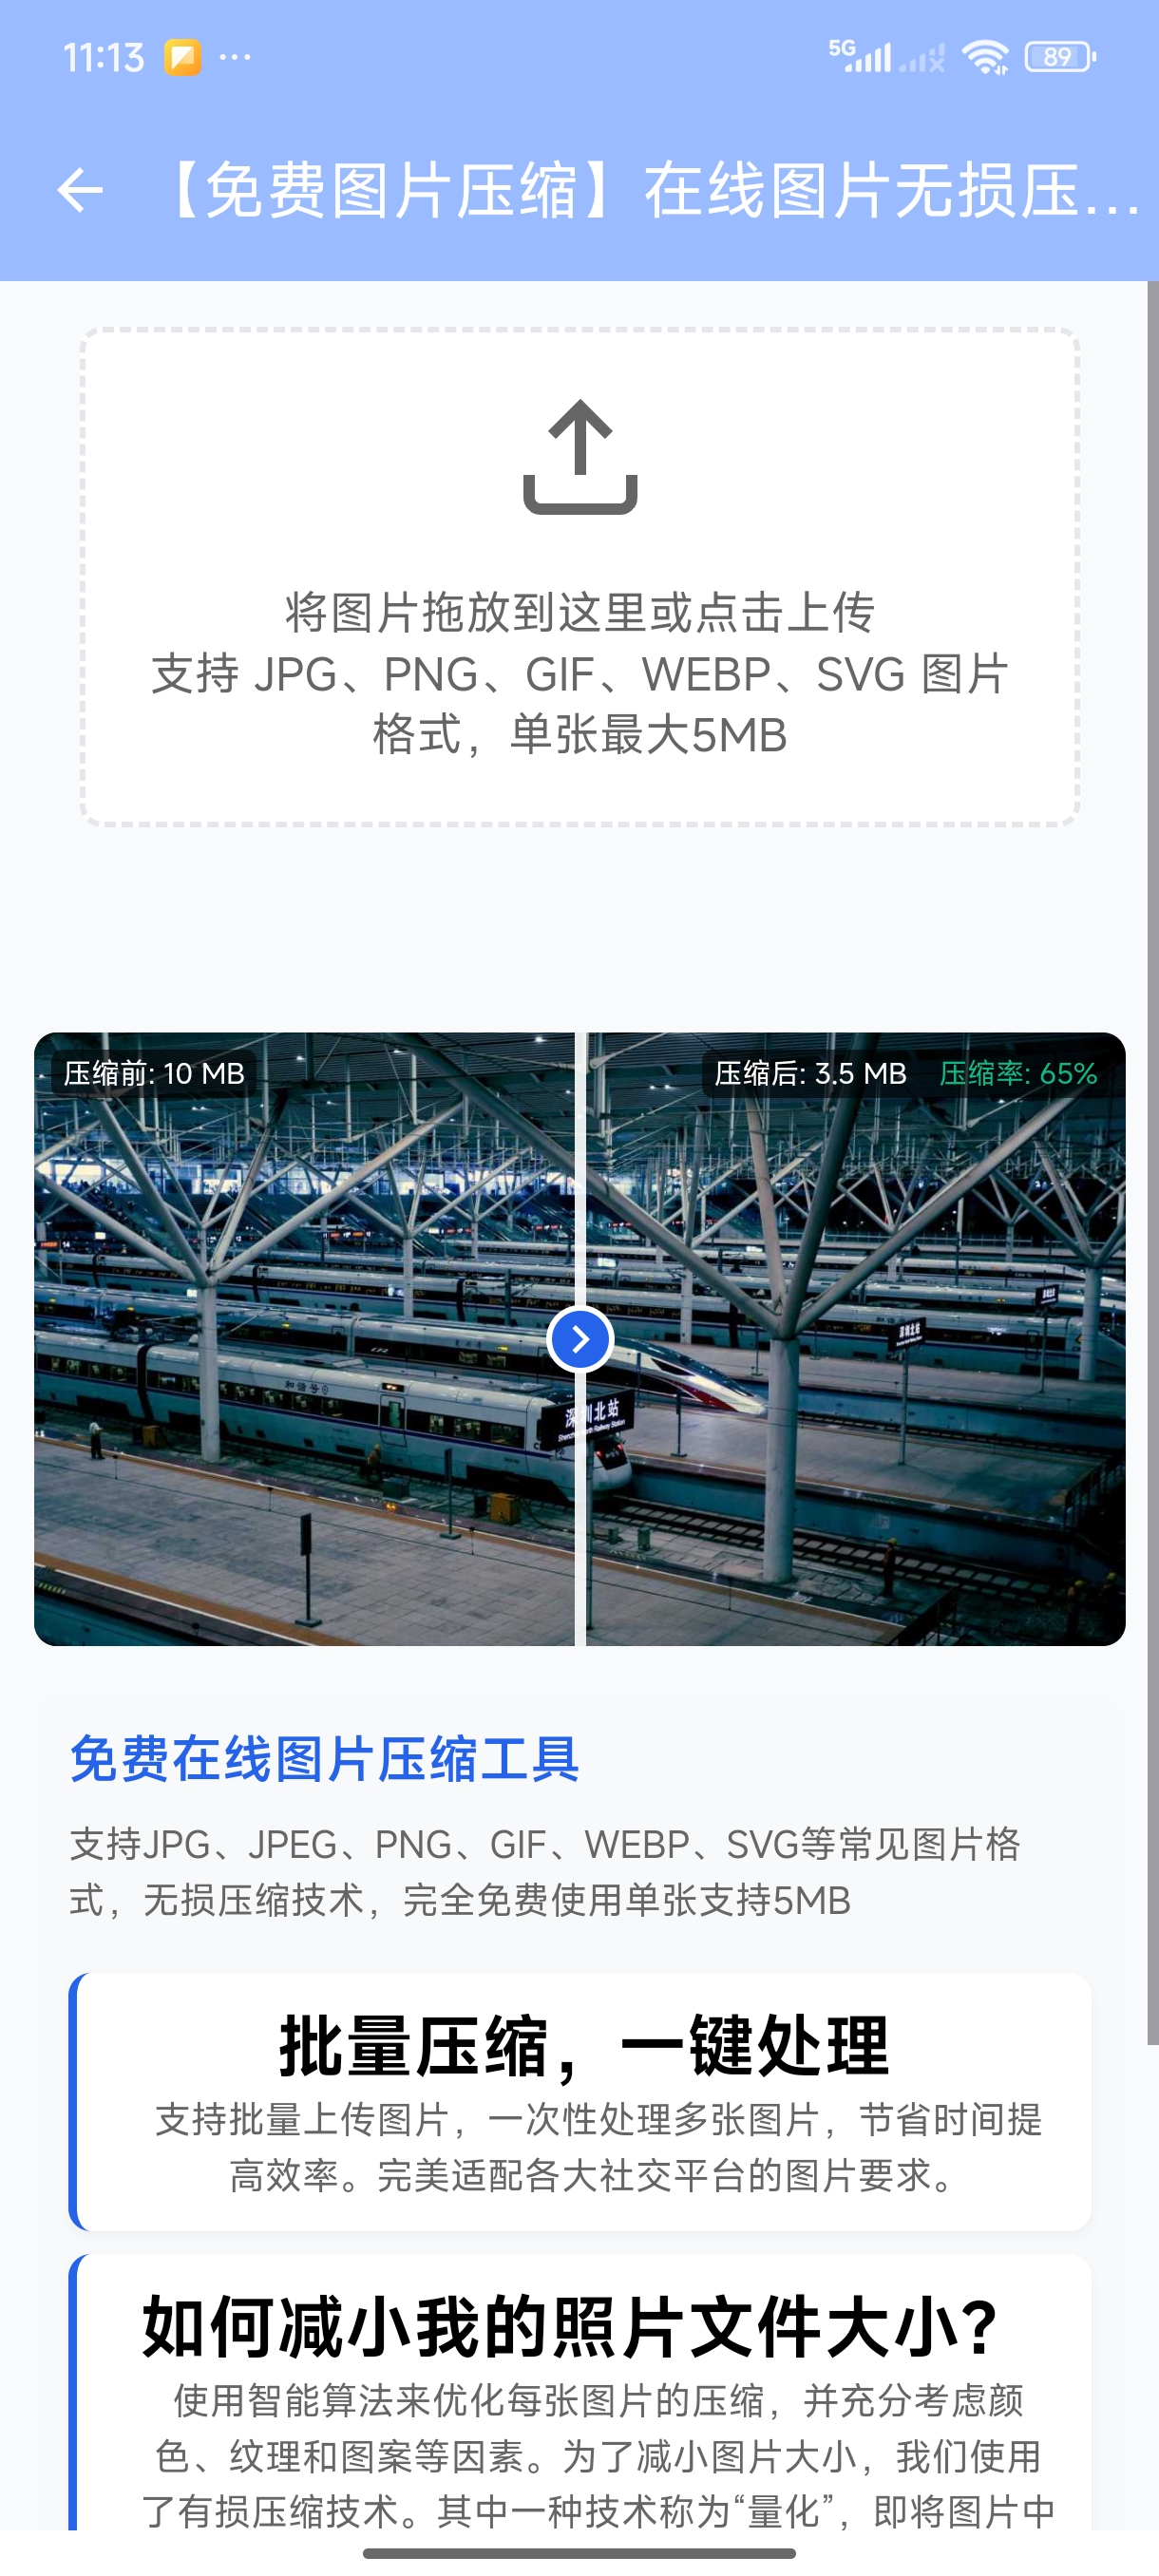 11:13
5G
89
【免费图片压缩】在线图片无损压...
将图片拖放到这里或点击上传
支持 JPG、PNG、GIF、WEBP、SVG 图片
格式，单张最大5MB
压缩前: 10 MB
压缩后: 3.5 MB 压缩率: 65%
深圳北站
和谐号
深圳北站
Shenzhen North Railway Station
免费在线图片压缩工具
支持JPG、JPEG、PNG、GIF、WEBP、SVG等常见图片格
式，无损压缩技术，完全免费使用单张支持5MB
批量压缩，一键处理
支持批量上传图片，一次性处理多张图片，节省时间提
高效率。完美适配各大社交平台的图片要求。
如何减小我的照片文件大小?
使用智能算法来优化每张图片的压缩，并充分考虑颜
色、纹理和图案等因素。为了减小图片大小，我们使用
了有损压缩技术。其中一种技术称为“量化”，即将图片中